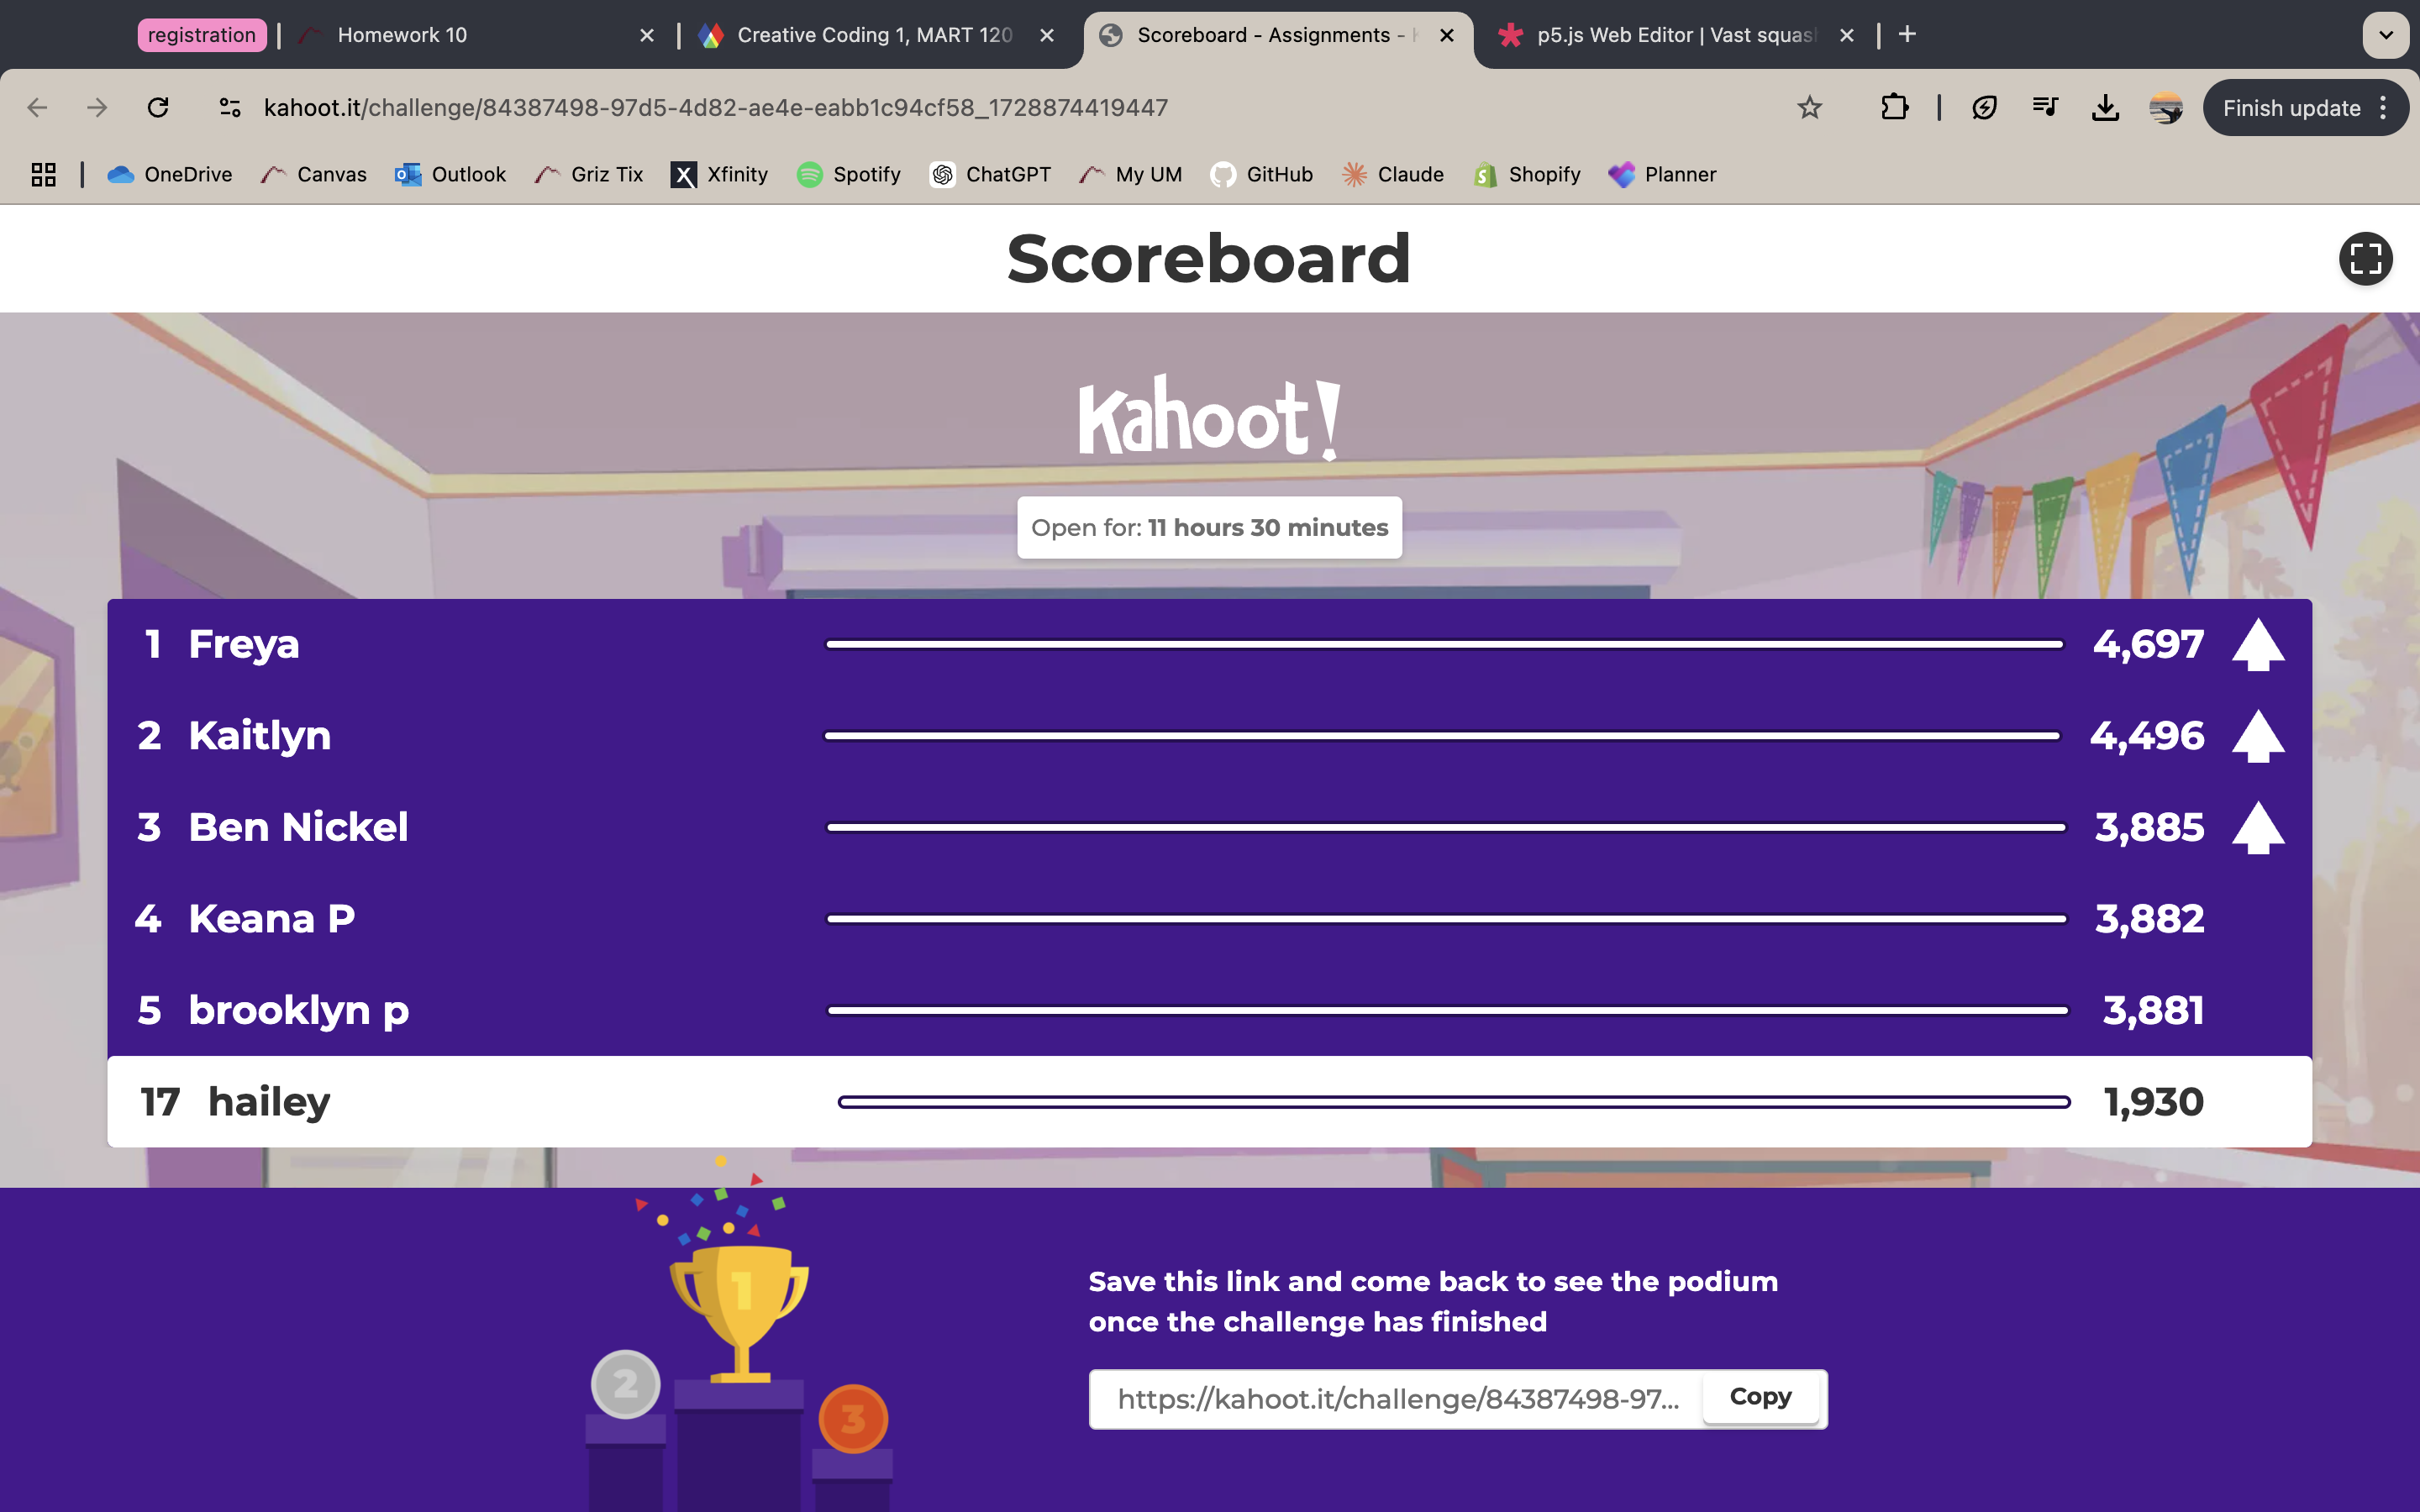 registration
Homework 10
Creative Coding 1, MART 120
Scoreboard - Assignments -
p5.js Web Editor | Vast squas
kahoot.it/challenge/84387498-97d5-4d82-ae4e-eabb1c94cf58_1728874419447
Finish update
OneDrive
Canvas
Outlook
Griz Tix
X
Xfinity
Spotify
ChatGPT
My UM
GitHub
Claude
Shopify
Planner
Scoreboard
Kahoot!
Open for: 11 hours 30 minutes
1 Freya 4,697
2 Kaitlyn 4,496
3 Ben Nickel 3,885
4 Keana P 3,882
5 brooklyn p 3,881
17 hailey 1,930
1
2
3
Save this link and come back to see the podium
once the challenge has finished
https://kahoot.it/challenge/84387498-97...
Copy